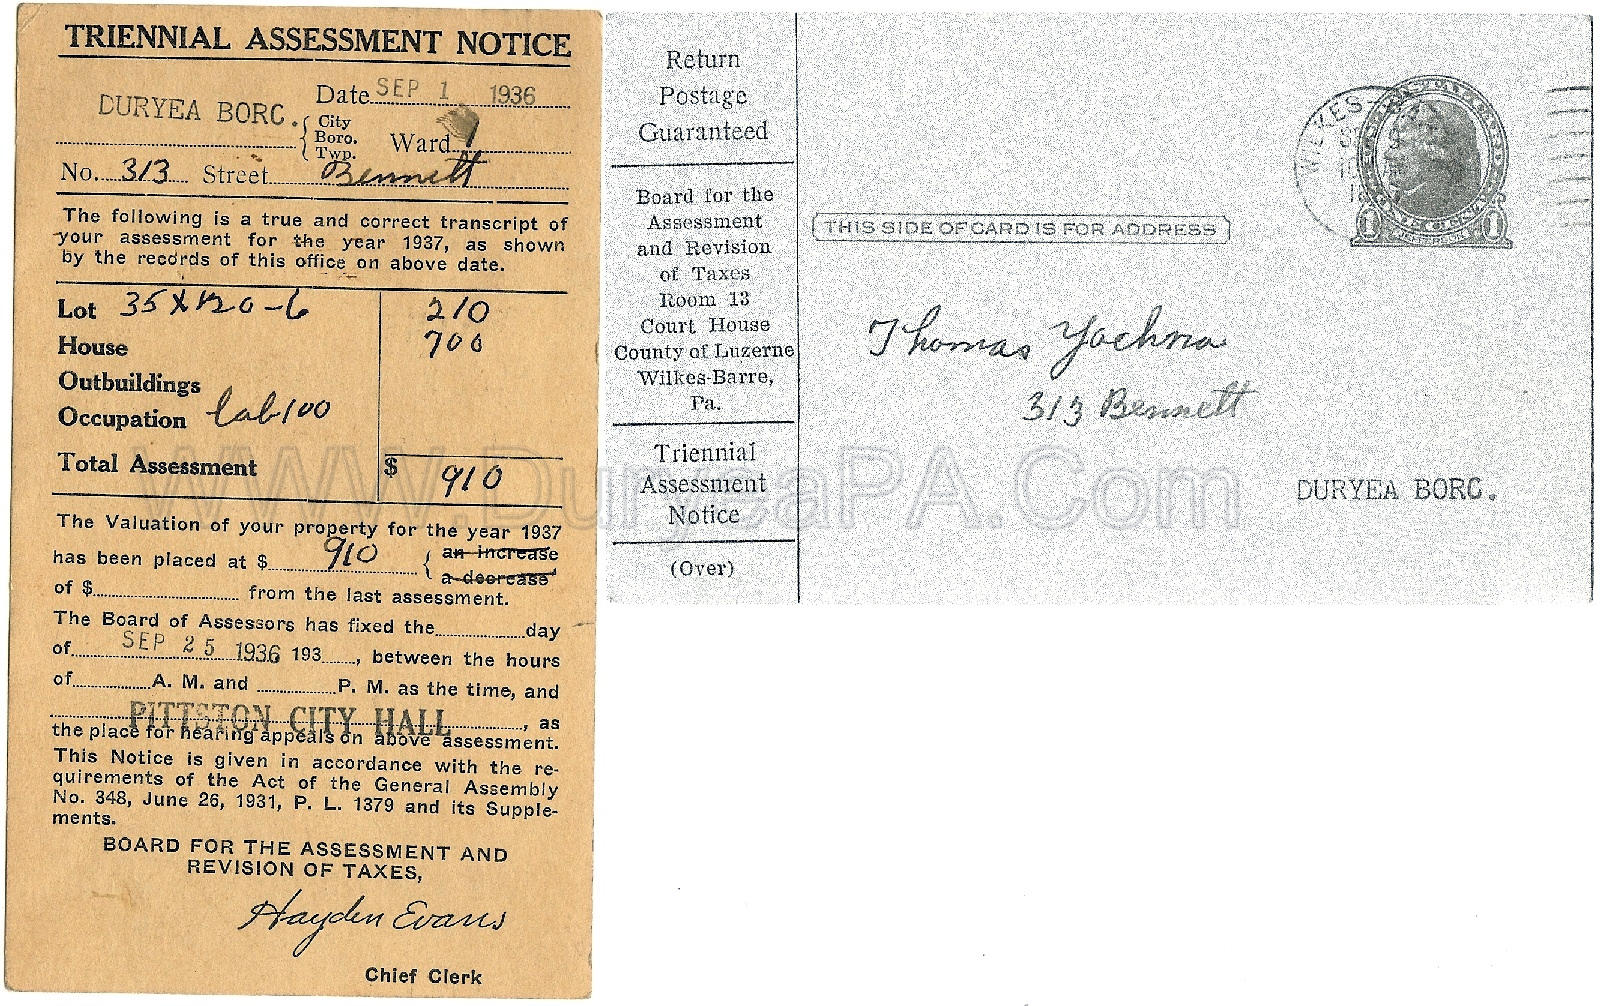 TRIENNIAL ASSESSMENT NOTICE
Date SEP 1 1936
DURYEA BORO.
City
Boro.
Twp.
Ward 1
No. 313 Street Bennett
The following is a true and correct transcript of
your assessment for the year 1937, as shown
by the records of this office on above date.
Lot 35 X 120-6 210
House 700
Outbuildings
Occupation lab 100
Total Assessment $ 910
The Valuation of your property for the year 1937
has been placed at $ 910 { an increase
a decrease
of $ from the last assessment.
The Board of Assessors has fixed the day
of SEP 25 1936 193 , between the hours
of A. M. and P. M. as the time, and
PITTSTON CITY HALL , as
the place for hearing appeals on above assessment.
This Notice is given in accordance with the re-
quirements of the Act of the General Assembly
No. 348, June 26, 1931, P. L. 1379 and its Supple-
ments.
BOARD FOR THE ASSESSMENT AND
REVISION OF TAXES,
Hayden Evans
Chief Clerk
Return
Postage
Guaranteed
Board for the
Assessment
and Revision
of Taxes
Room 13
Court House
County of Luzerne
Wilkes-Barre,
Pa.
Triennial
Assessment
Notice
(Over)
THIS SIDE OF CARD IS FOR ADDRESS
Thomas Yochna
313 Bennett
DURYEA BORO.
WWW.DuryeaPA.Com